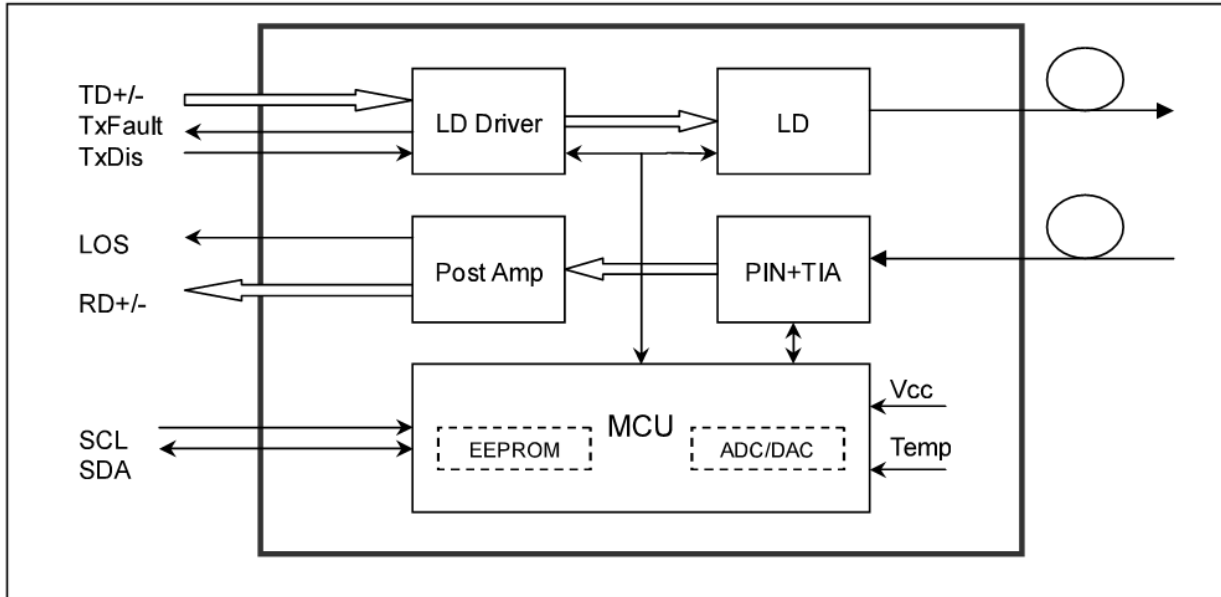 TD+/-
TxFault
TxDis
LD Driver
LD
LOS
RD+/-
Post Amp
PIN+TIA
SCL
SDA
MCU
EEPROM
ADC/DAC
Vcc
Temp